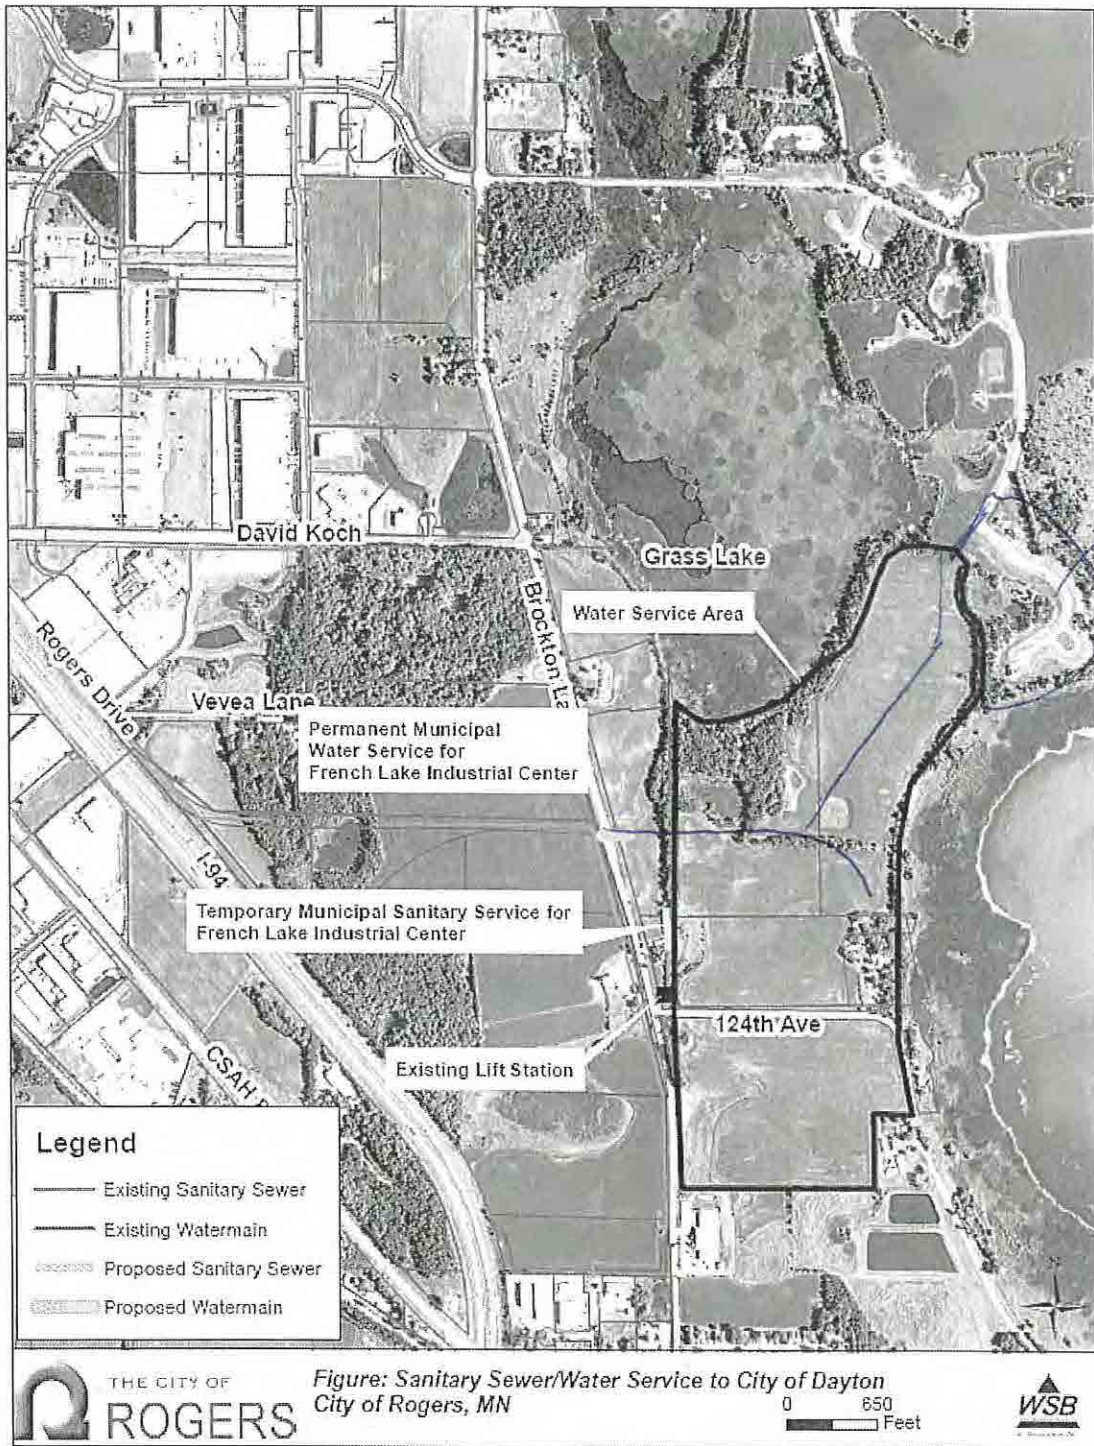 David Koch
Grass Lake
Brockton La
Water Service Area
Rogers Drive
Vevea Lane
Permanent Municipal
Water Service for
French Lake Industrial Center
I-94
Temporary Municipal Sanitary Service for
French Lake Industrial Center
124th Ave
Existing Lift Station
CSAH
Legend
Existing Sanitary Sewer
Existing Watermain
Proposed Sanitary Sewer
Proposed Watermain
THE CITY OF
ROGERS
Figure: Sanitary Sewer/Water Service to City of Dayton
City of Rogers, MN
0 650
Feet
WSB